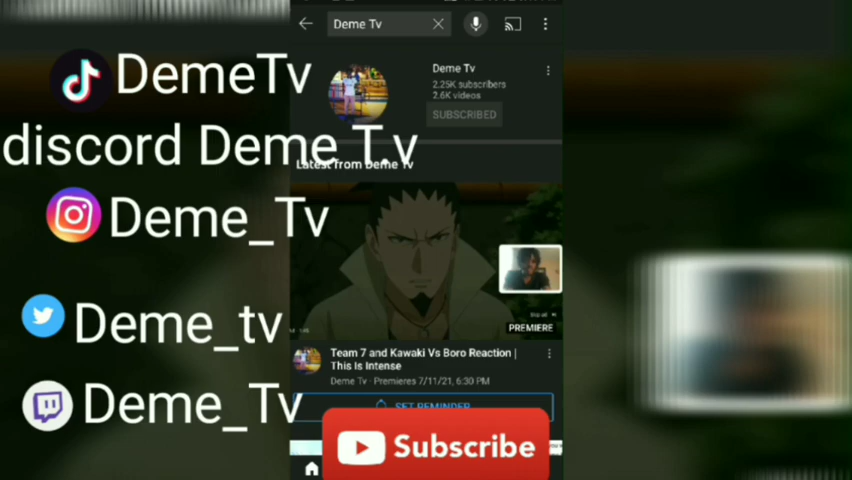 Deme Tv
Deme Tv
2.25K subscribers
2.6K videos
SUBSCRIBED
Latest from Deme Tv
PREMIERE
Team 7 and Kawaki Vs Boro Reaction |
This Is Intense
Deme Tv · Premieres 7/11/21, 6:30 PM
SET REMINDER
Subscribe
DemeTv
discord Deme T.v
Deme_Tv
Deme_tv
Deme_Tv